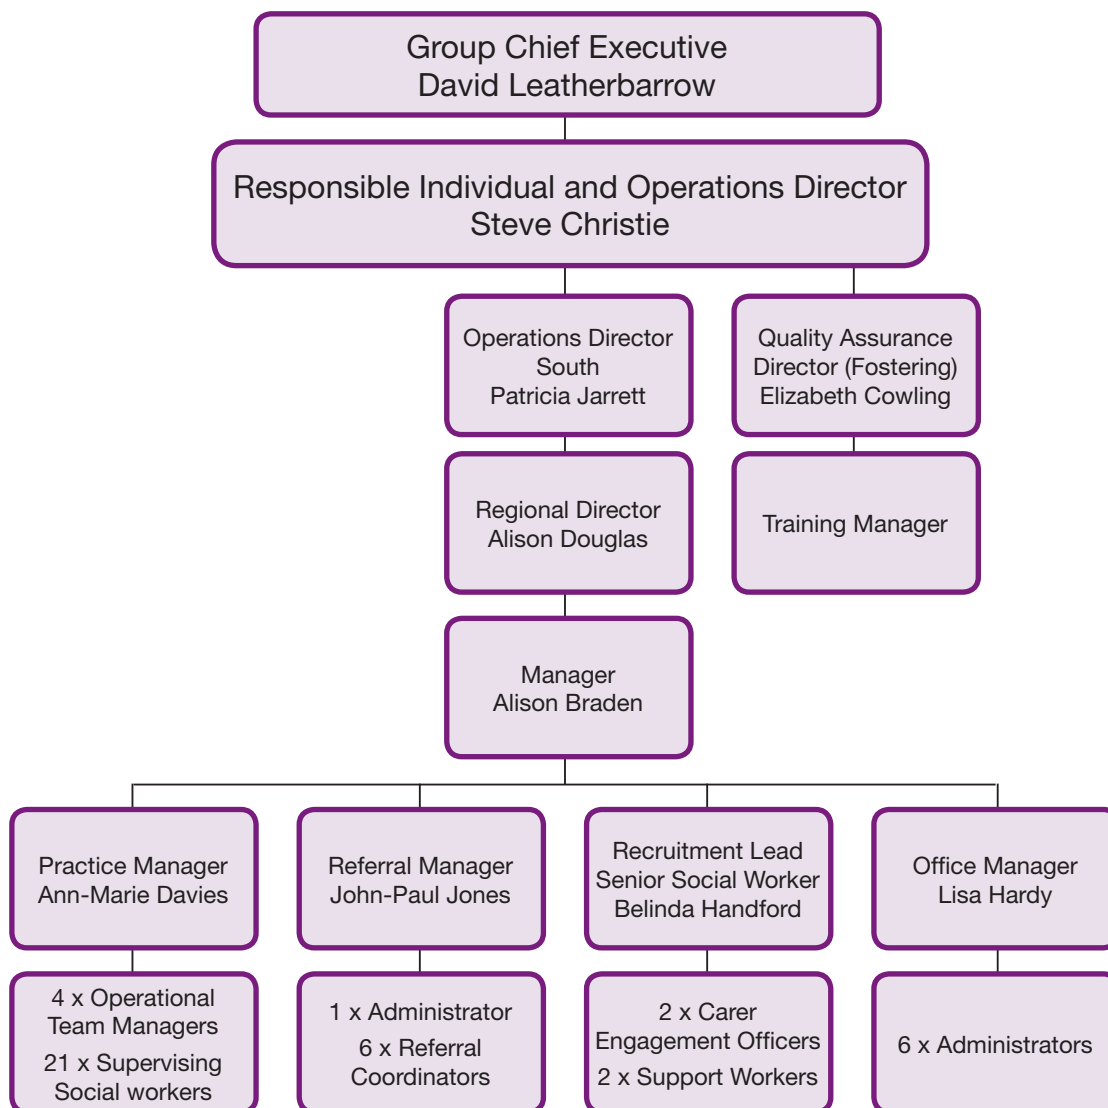 Group Chief Executive
David Leatherbarrow
Responsible Individual and Operations Director
Steve Christie
Operations Director
South
Patricia Jarrett
Quality Assurance
Director (Fostering)
Elizabeth Cowling
Regional Director
Alison Douglas
Training Manager
Manager
Alison Braden
Practice Manager
Ann-Marie Davies
Referral Manager
John-Paul Jones
Recruitment Lead
Senior Social Worker
Belinda Handford
Office Manager
Lisa Hardy
4 x Operational
Team Managers
21 x Supervising
Social workers
1 x Administrator
6 x Referral
Coordinators
2 x Carer
Engagement Officers
2 x Support Workers
6 x Administrators